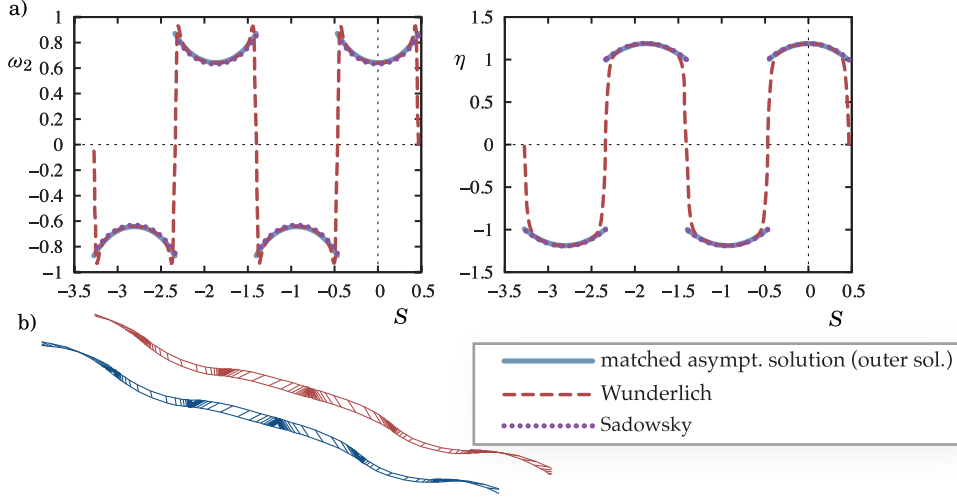 a)
1
0.8
0.6
0.4
0.2
0
−0.2
−0.4
−0.6
−0.8
−1
ω2
−3.5 −3 −2.5 −2 −1.5 −1 −0.5 0 0.5
S
1.5
1
0.5
0
−0.5
−1
−1.5
η
−3.5 −3 −2.5 −2 −1.5 −1 −0.5 0 0.5
S
b)
matched asympt. solution (outer sol.)
Wunderlich
Sadowsky